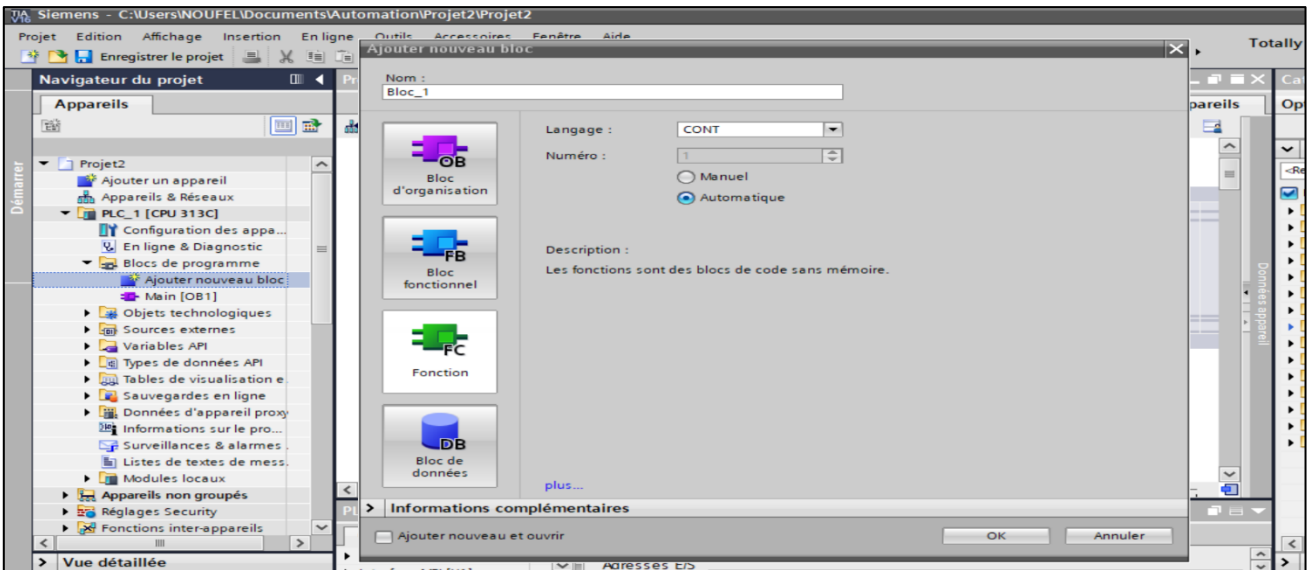 Siemens - C:\Users\NOUFEL\Documents\Automation\Projet2\Projet2
Projet Edition Affichage Insertion En ligne Outils Accessoires Fenêtre Aide
Enregistrer le projet
Totally
Navigateur du projet
Appareils
Démarrer
Projet2
Ajouter un appareil
Appareils & Réseaux
PLC_1 [CPU 313C]
Configuration des appa...
En ligne & Diagnostic
Blocs de programme
Ajouter nouveau bloc
Main [OB1]
Objets technologiques
Sources externes
Variables API
Types de données API
Tables de visualisation e
Sauvegardes en ligne
Données d'appareil proxy
Informations sur le pro...
Surveillances & alarmes
Listes de textes de mess.
Modules locaux
Appareils non groupés
Réglages Security
Fonctions inter-appareils
Vue détaillée
Ajouter nouveau bloc
Nom :
Bloc_1
OB
Bloc
d'organisation
FB
Bloc
fonctionnel
FC
Fonction
DB
Bloc de
données
Langage :
CONT
Numéro :
1
Manuel
Automatique
Description :
Les fonctions sont des blocs de code sans mémoire.
plus...
Informations complémentaires
Ajouter nouveau et ouvrir
OK
Annuler
Adresses E/S
pareils
Données appareil
Op